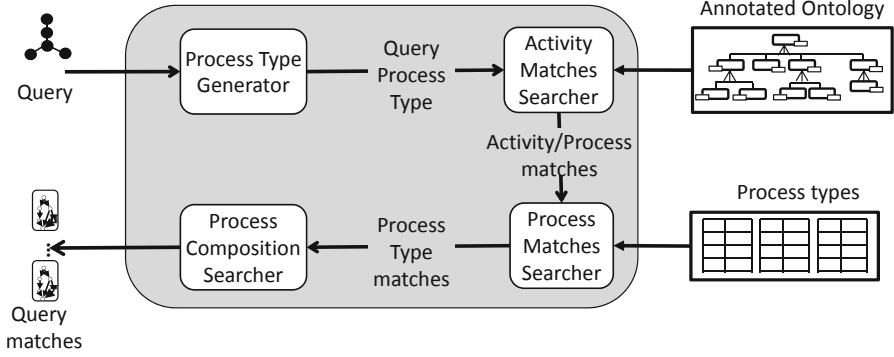 Annotated Ontology
Query
Process Type
Generator
Query
Process
Type
Activity
Matches
Searcher
Activity/Process
matches
Process types
Process
Matches
Searcher
Process
Type
matches
Process
Composition
Searcher
Query
matches